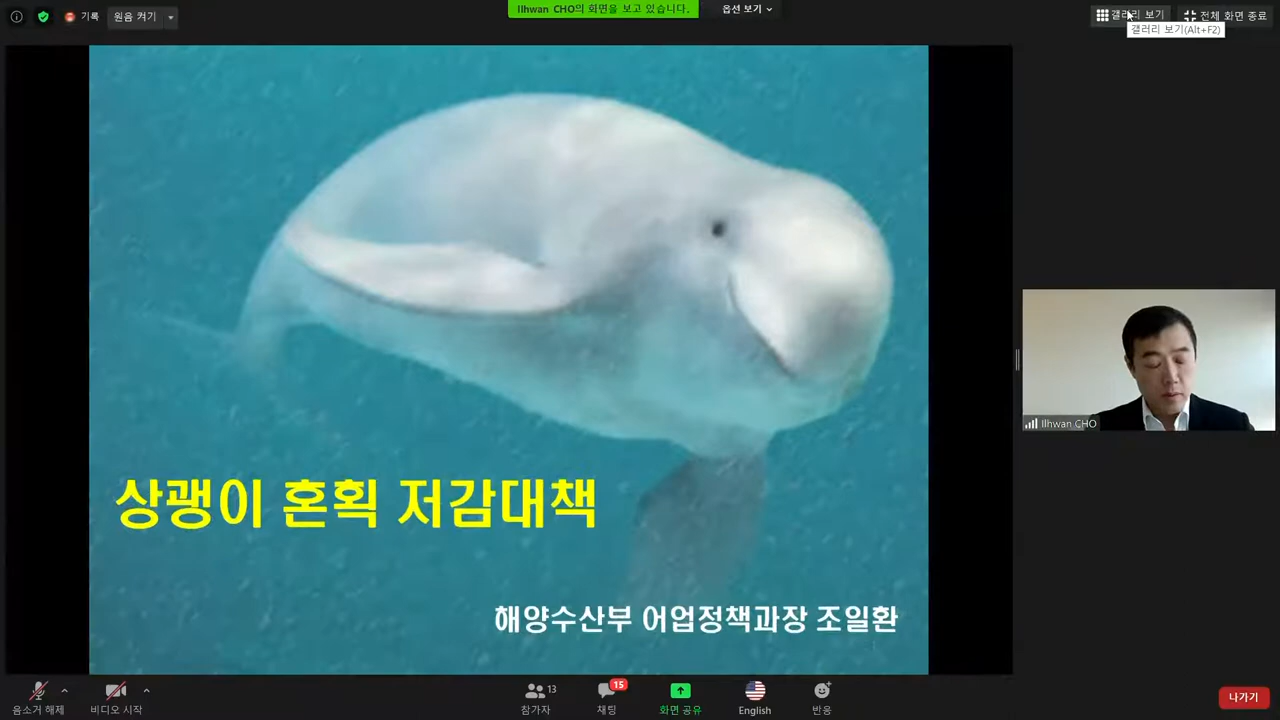 기록
원음 켜기
Ilhwan CHO의 화면을 보고 있습니다.
옵션 보기
갤러리 보기
전체 화면 종료
갤러리 보기(Alt+F2)
상괭이 혼획 저감대책
해양수산부 어업정책과장 조일환
Ilhwan CHO
음소거 해제
비디오 시작
13
참가자
15
채팅
화면 공유
English
반응
나가기